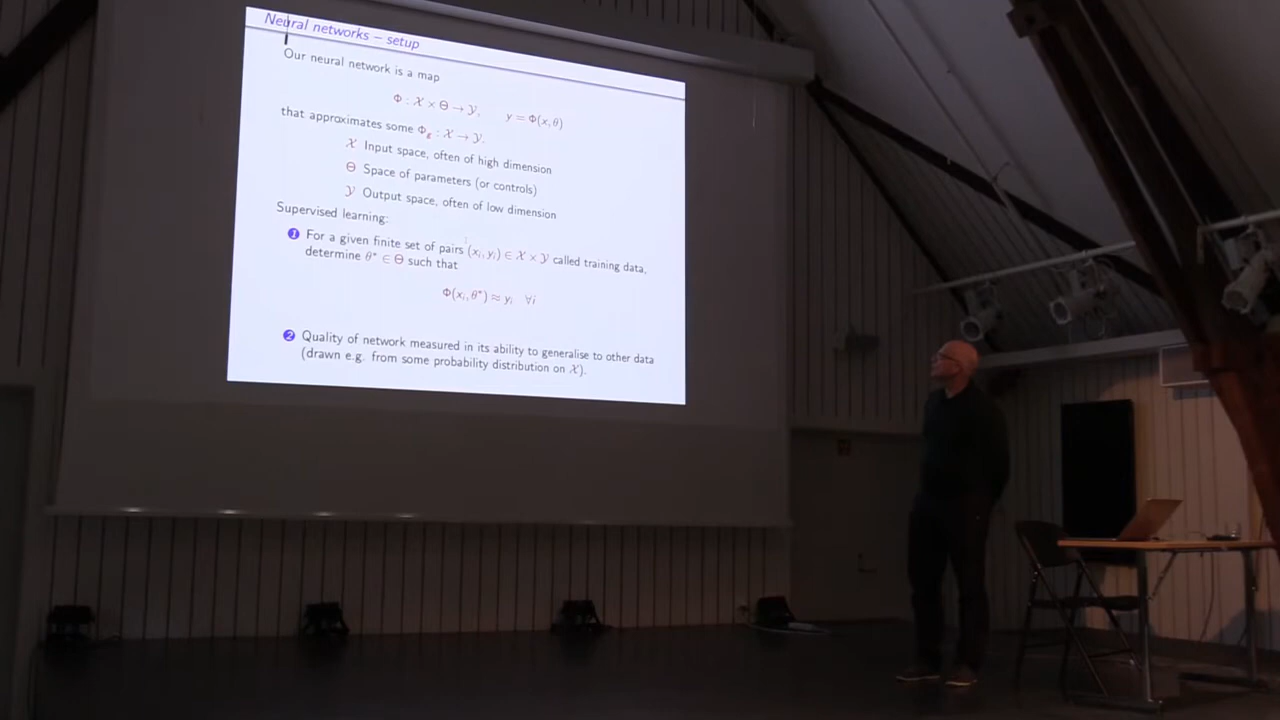 Neural networks – setup
Our neural network is a map
Φ : 𝒳 × Θ → 𝒴, y = Φ(x, θ)
that approximates some Φ_g : 𝒳 → 𝒴.
𝒳 Input space, often of high dimension
Θ Space of parameters (or controls)
𝒴 Output space, often of low dimension
Supervised learning:
1 For a given finite set of pairs (x_i, y_i) ∈ 𝒳 × 𝒴 called training data,
determine θ* ∈ Θ such that
Φ(x_i, θ*) ≈ y_i ∀i
2 Quality of network measured in its ability to generalise to other data
(drawn e.g. from some probability distribution on 𝒳).